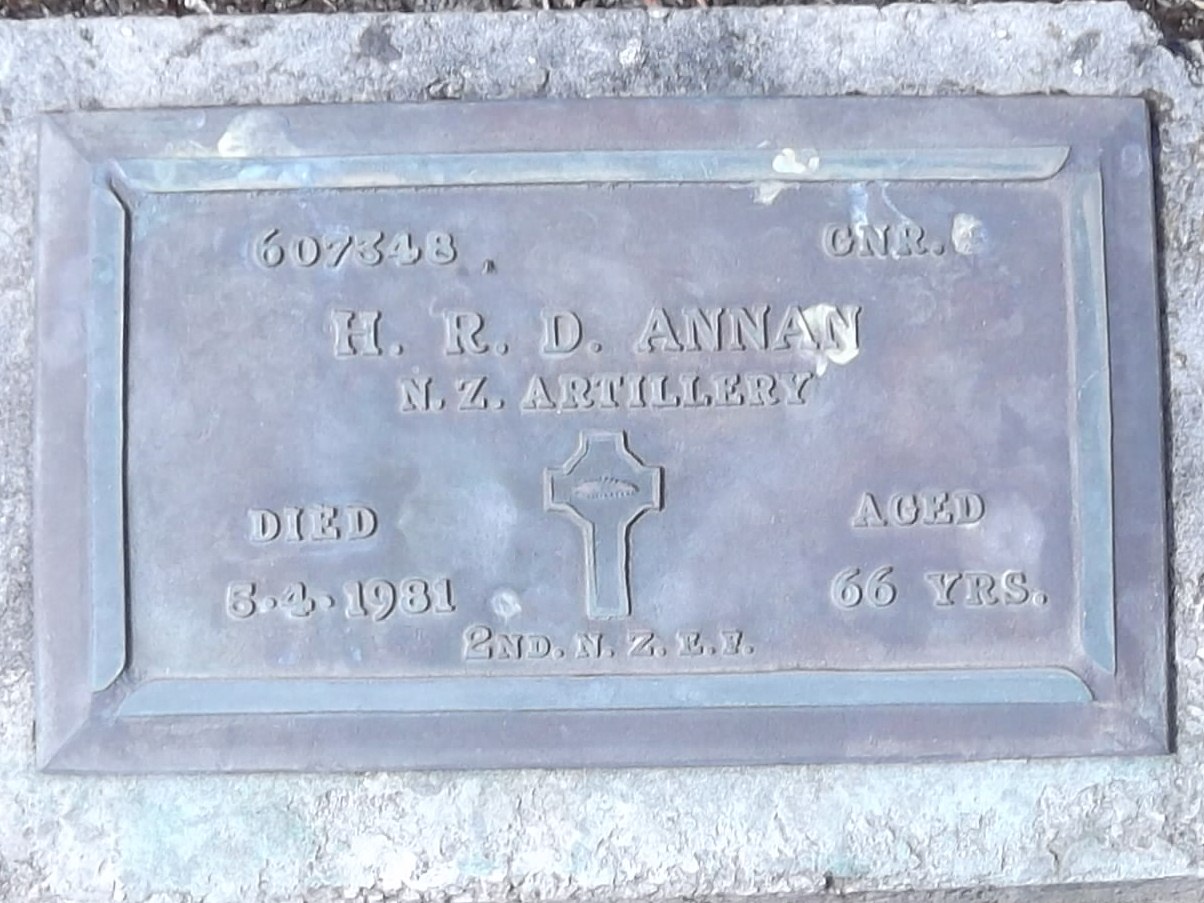 607348 GNR.
H. R. D. ANNAN
N.Z. ARTILLERY
DIED AGED
5.4.1981 66 YRS.
2ND. N.Z.E.F.